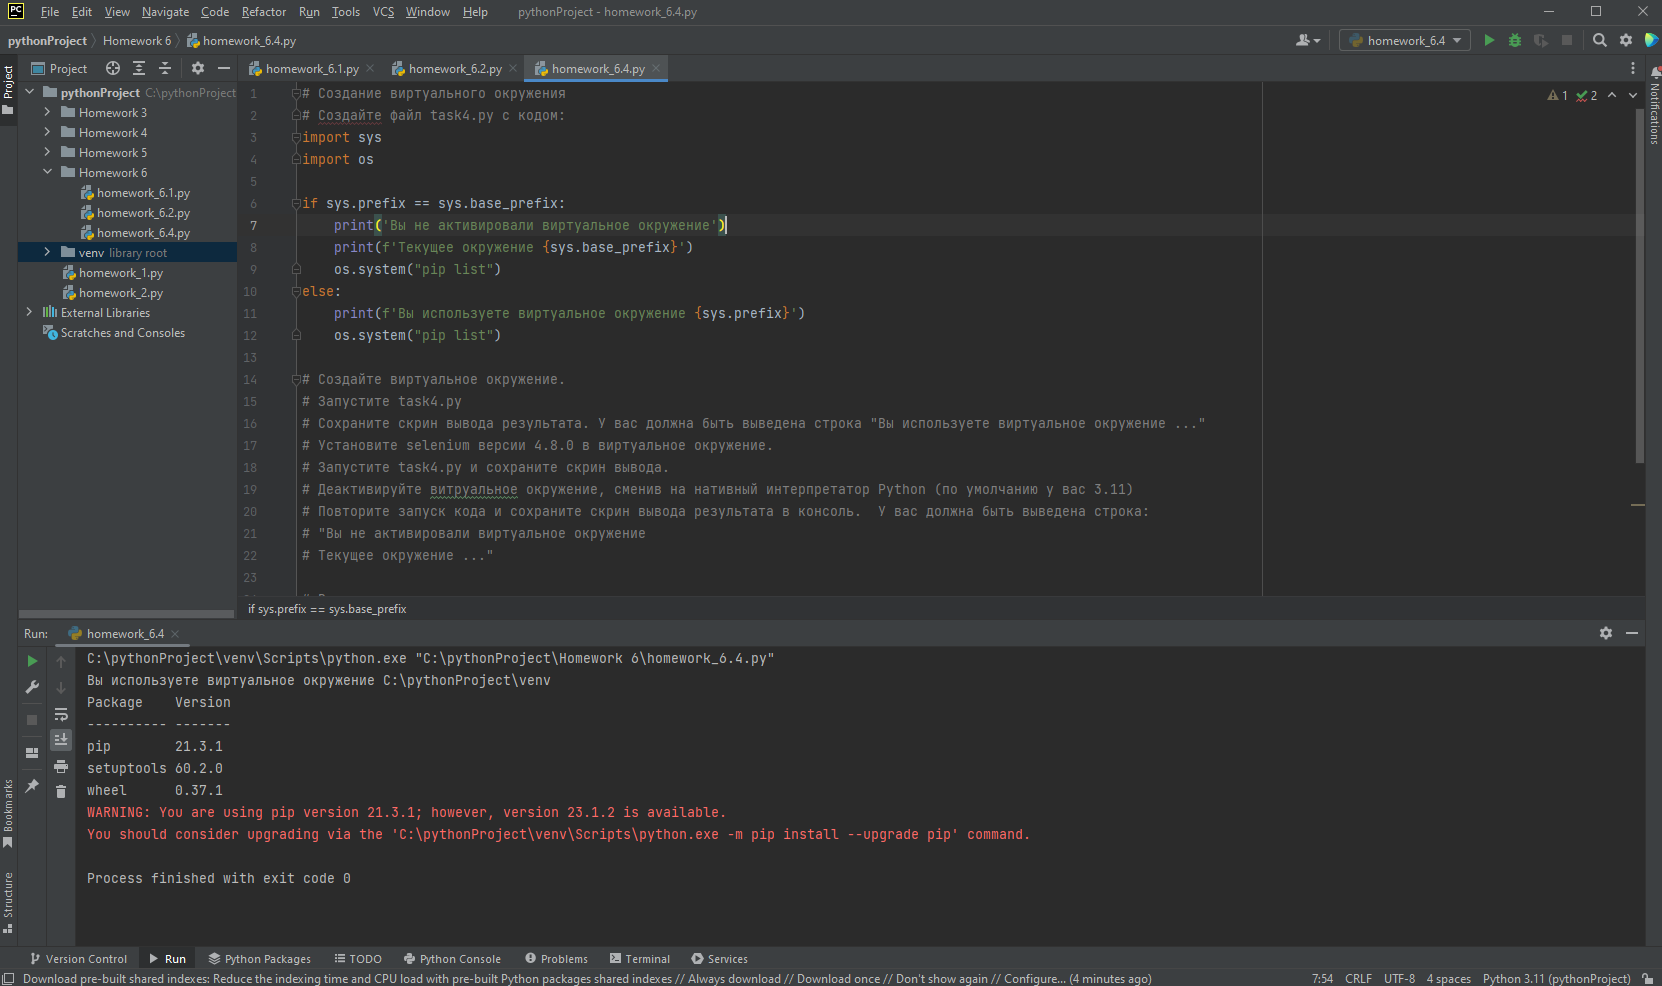 File Edit View Navigate Code Refactor Run Tools VCS Window Help pythonProject - homework_6.4.py
pythonProject Homework 6 homework_6.4.py homework_6.4
Project homework_6.1.py homework_6.2.py homework_6.4.py
Project
pythonProject C:\pythonProject
Homework 3
Homework 4
Homework 5
Homework 6
homework_6.1.py
homework_6.2.py
homework_6.4.py
venv library root
homework_1.py
homework_2.py
External Libraries
Scratches and Consoles
1 # Создание виртуального окружения
2 # Создайте файл task4.py с кодом:
3 import sys
4 import os
5
6 if sys.prefix == sys.base_prefix:
7 print('Вы не активировали виртуальное окружение')
8 print(f'Текущее окружение {sys.base_prefix}')
9 os.system("pip list")
10 else:
11 print(f'Вы используете виртуальное окружение {sys.prefix}')
12 os.system("pip list")
13
14 # Создайте виртуальное окружение.
15 # Запустите task4.py
16 # Сохраните скрин вывода результата. У вас должна быть выведена строка "Вы используете виртуальное окружение ..."
17 # Установите selenium версии 4.8.0 в виртуальное окружение.
18 # Запустите task4.py и сохраните скрин вывода.
19 # Деактивируйте витруальное окружение, сменив на нативный интерпретатор Python (по умолчанию у вас 3.11)
20 # Повторите запуск кода и сохраните скрин вывода результата в консоль.  У вас должна быть выведена строка:
21 # "Вы не активировали виртуальное окружение
22 # Текущее окружение ..."
23
1 2
Notifications
if sys.prefix == sys.base_prefix
Run: homework_6.4
C:\pythonProject\venv\Scripts\python.exe "C:\pythonProject\Homework 6\homework_6.4.py"
Вы используете виртуальное окружение C:\pythonProject\venv
Package    Version
---------- -------
pip        21.3.1
setuptools 60.2.0
wheel      0.37.1
WARNING: You are using pip version 21.3.1; however, version 23.1.2 is available.
You should consider upgrading via the 'C:\pythonProject\venv\Scripts\python.exe -m pip install --upgrade pip' command.
Process finished with exit code 0
Bookmarks
Structure
Version Control Run Python Packages TODO Python Console Problems Terminal Services
Download pre-built shared indexes: Reduce the indexing time and CPU load with pre-built Python packages shared indexes // Always download // Download once // Don't show again // Configure... (4 minutes ago) 7:54 CRLF UTF-8 4 spaces Python 3.11 (pythonProject)